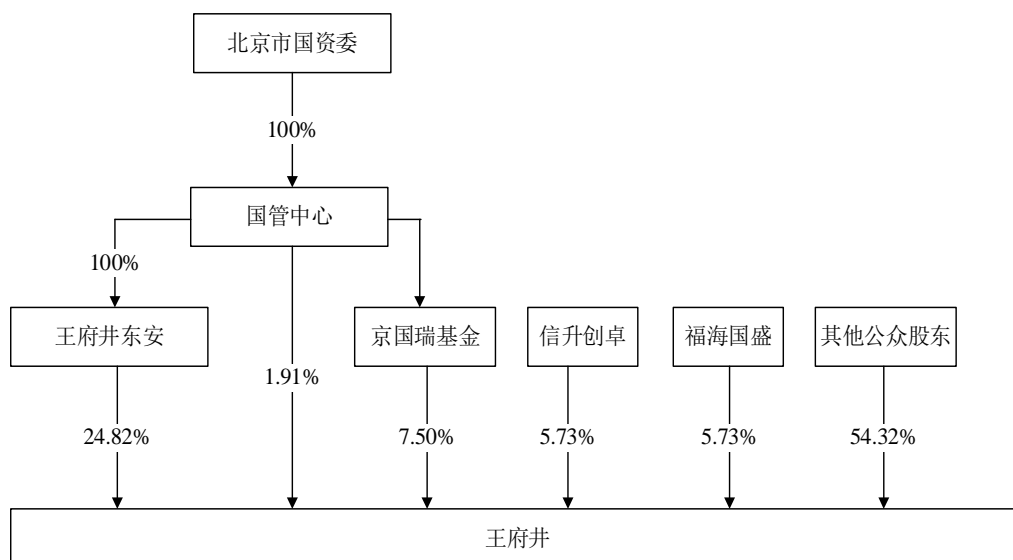 北京市国资委
100%
国管中心
100%
王府井东安
京国瑞基金
信升创卓
福海国盛
其他公众股东
1.91%
24.82%
7.50%
5.73%
5.73%
54.32%
王府井